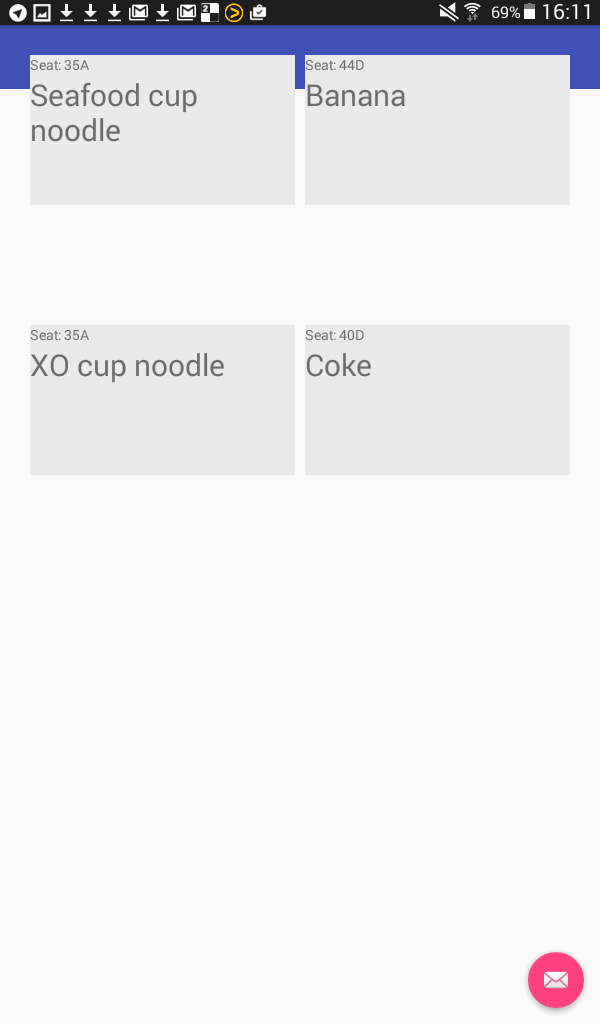 69% 16:11
Seat: 35A
Seafood cup
noodle
Seat: 44D
Banana
Seat: 35A
XO cup noodle
Seat: 40D
Coke